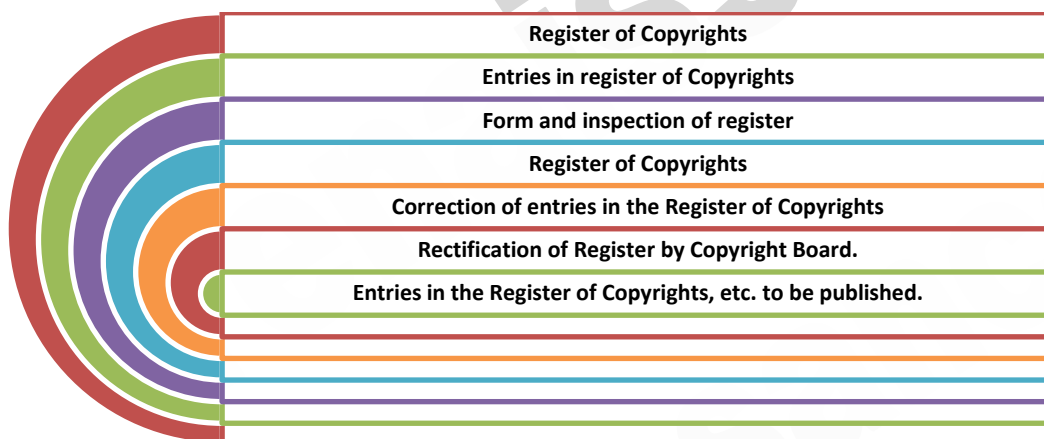 Register of Copyrights
Entries in register of Copyrights
Form and inspection of register
Register of Copyrights
Correction of entries in the Register of Copyrights
Rectification of Register by Copyright Board.
Entries in the Register of Copyrights, etc. to be published.